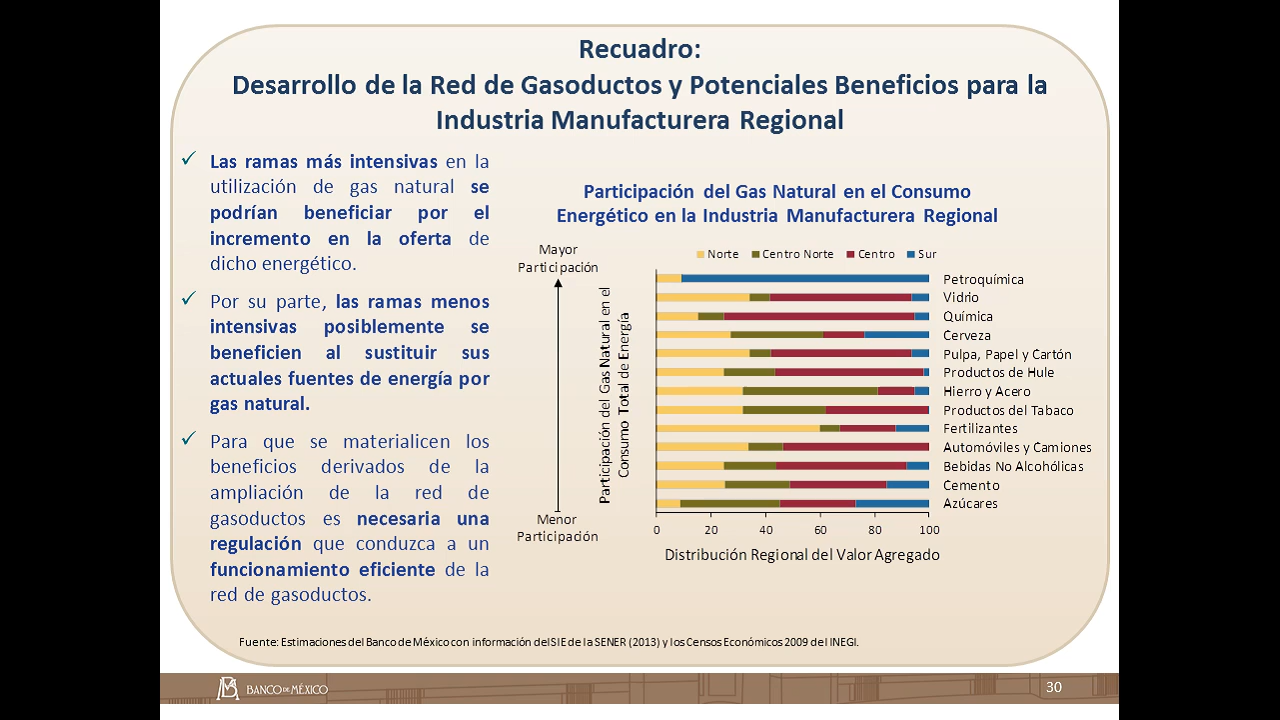 Recuadro:
Desarrollo de la Red de Gasoductos y Potenciales Beneficios para la
Industria Manufacturera Regional
✓ Las ramas más intensivas en la
utilización de gas natural se
podrían beneficiar por el
incremento en la oferta de
dicho energético.
✓ Por su parte, las ramas menos
intensivas posiblemente se
beneficien al sustituir sus
actuales fuentes de energía por
gas natural.
✓ Para que se materialicen los
beneficios derivados de la
ampliación de la red de
gasoductos es necesaria una
regulación que conduzca a un
funcionamiento eficiente de la
red de gasoductos.
Participación del Gas Natural en el Consumo
Energético en la Industria Manufacturera Regional
Mayor
Participación
Menor
Participación
Participación del Gas Natural en el
Consumo Total de Energía
Norte Centro Norte Centro Sur
Petroquímica
Vidrio
Química
Cerveza
Pulpa, Papel y Cartón
Productos de Hule
Hierro y Acero
Productos del Tabaco
Fertilizantes
Automóviles y Camiones
Bebidas No Alcohólicas
Cemento
Azúcares
0 20 40 60 80 100
Distribución Regional del Valor Agregado
Fuente: Estimaciones del Banco de México con información del SIE de la SENER (2013) y los Censos Económicos 2009 del INEGI.
BANCO DE MÉXICO
30